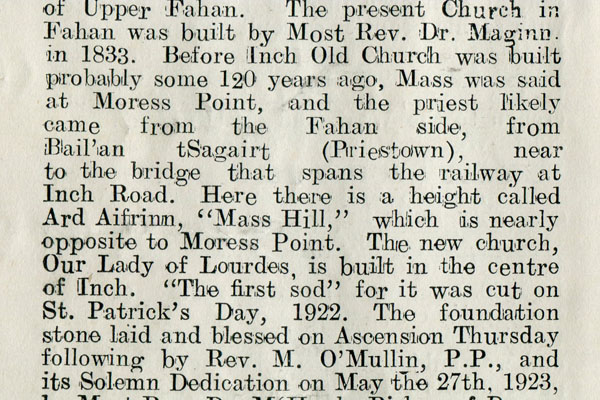 of Upper Fahan. The present Church in
Fahan was built by Most Rev. Dr. Maginn.
in 1833. Before Inch Old Church was built
probably some 120 years ago, Mass was said
at Moress Point, and the priest likely
came from the Fahan side, from
Bail'an tSagairt (Priestown), near
to the bridge that spans the railway at
Inch Road. Here there is a height called
Ard Aifrinn, "Mass Hill," which is nearly
opposite to Moress Point. The new church,
Our Lady of Lourdes, is built in the centre
of Inch. "The first sod" for it was cut on
St. Patrick's Day, 1922. The foundation
stone laid and blessed on Ascension Thursday
following by Rev. M. O'Mullin, P.P., and
its Solemn Dedication on May the 27th, 1923,